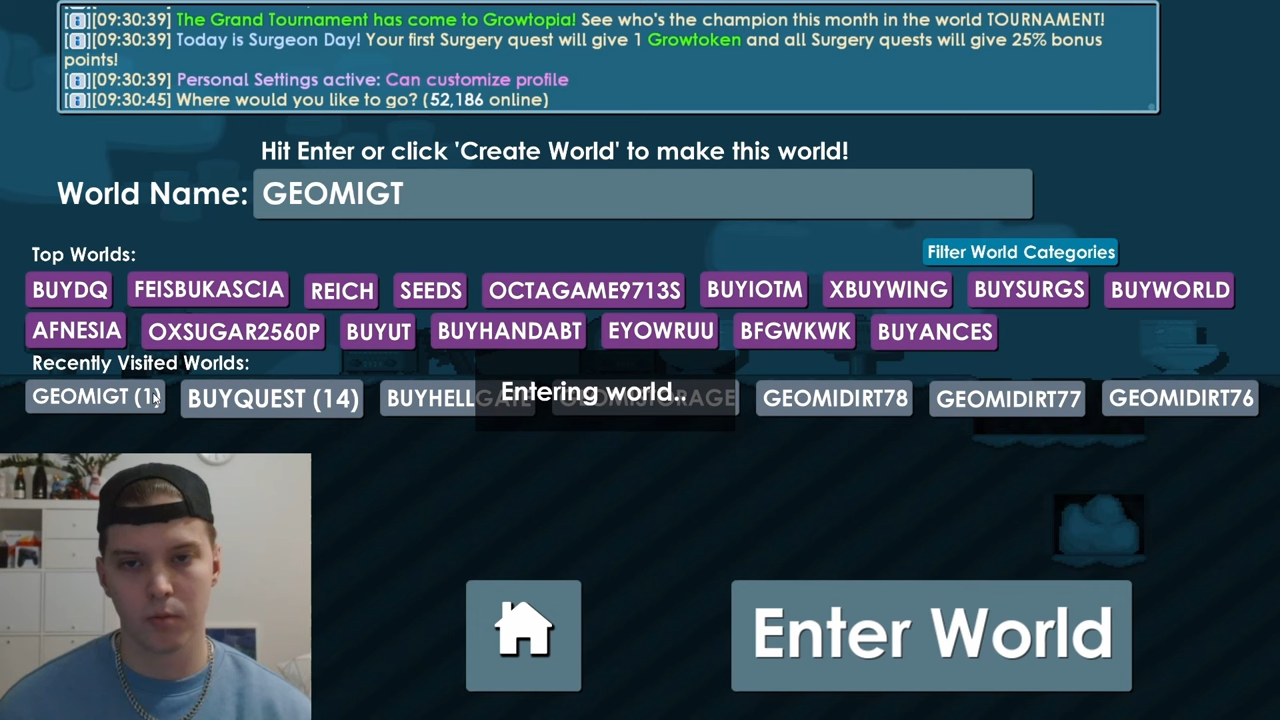 [i][09:30:39] The Grand Tournament has come to Growtopia! See who's the champion this month in the world TOURNAMENT!
[i][09:30:39] Today is Surgeon Day! Your first Surgery quest will give 1 Growtoken and all Surgery quests will give 25% bonus
points!
[i][09:30:39] Personal Settings active: Can customize profile
[i][09:30:45] Where would you like to go? (52,186 online)
Hit Enter or click 'Create World' to make this world!
World Name: GEOMIGT
Top Worlds:
Filter World Categories
BUYDQ FEISBUKASCIA REICH SEEDS OCTAGAME9713S BUYIOTM XBUYWING BUYSURGS BUYWORLD
AFNESIA OXSUGAR2560P BUYUT BUYHANDABT EYOWRUU BFGWKWK BUYANCES
Recently Visited Worlds:
GEOMIGT (1) BUYQUEST (14) BUYHELLGATE GEOMISTORAGE GEOMIDIRT78 GEOMIDIRT77 GEOMIDIRT76
Entering world..
Enter World